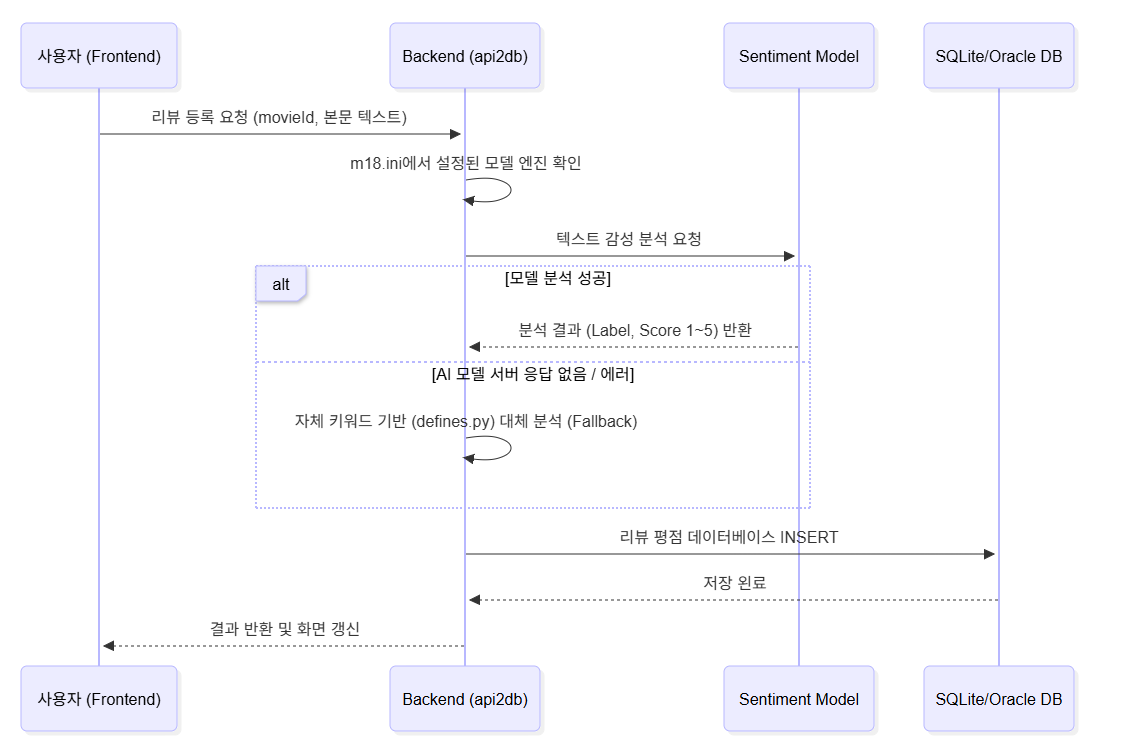 사용자 (Frontend)
Backend (api2db)
Sentiment Model
SQLite/Oracle DB
리뷰 등록 요청 (movieId, 본문 텍스트)
m18.ini에서 설정된 모델 엔진 확인
텍스트 감성 분석 요청
alt
[모델 분석 성공]
분석 결과 (Label, Score 1~5) 반환
[AI 모델 서버 응답 없음 / 에러]
자체 키워드 기반 (defines.py) 대체 분석 (Fallback)
리뷰 평점 데이터베이스 INSERT
저장 왼료
결과 반환 및 화면 갱신
사용자 (Frontend)
Backend (api2db)
Sentiment Model
SQLite/Oracle DB